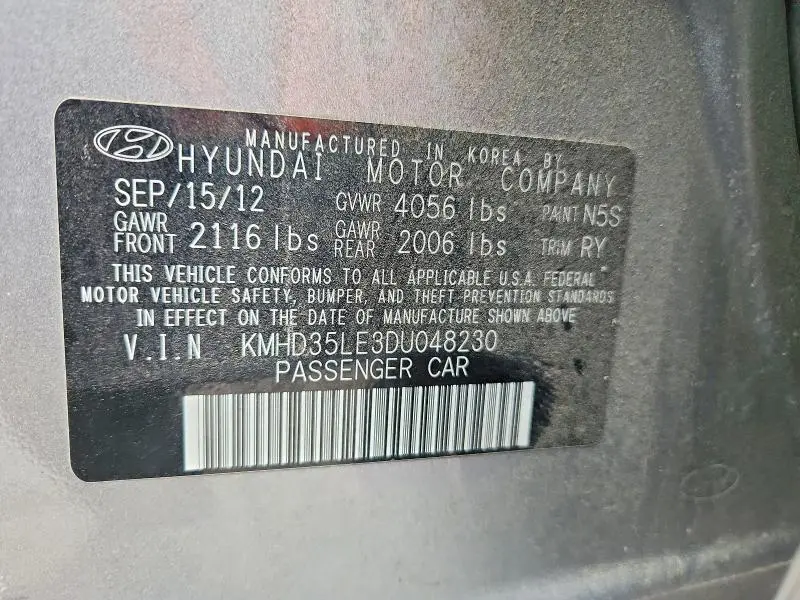 MANUFACTURED IN KOREA BY
HYUNDAI MOTOR COMPANY
SEP/15/12 GVWR 4056 lbs PAINT N5S
GAWR FRONT 2116 lbs GAWR REAR 2006 lbs TRIM RY
THIS VEHICLE CONFORMS TO ALL APPLICABLE U.S.A. FEDERAL
MOTOR VEHICLE SAFETY, BUMPER, AND THEFT PREVENTION STANDARDS
IN EFFECT ON THE DATE OF MANUFACTURE SHOWN ABOVE
V.I.N KMHD35LE3DU048230
PASSENGER CAR